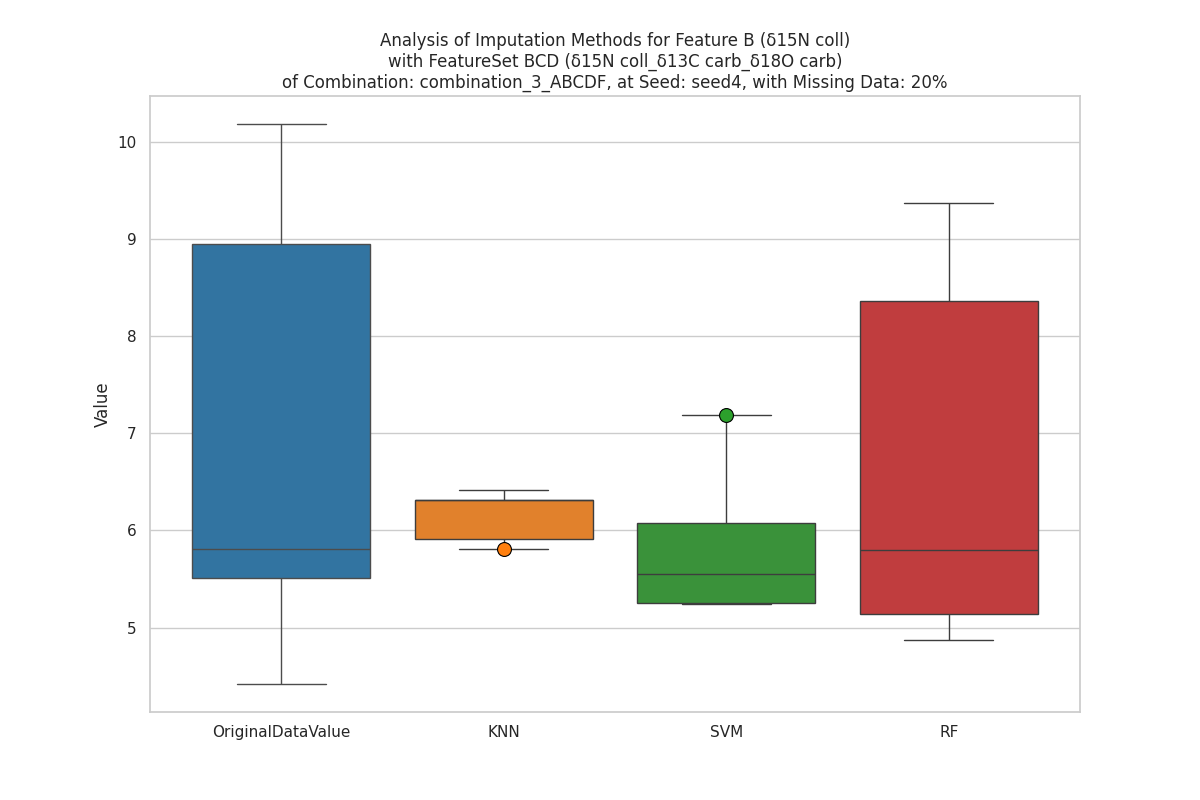 Analysis of Imputation Methods for Feature B (δ15N coll)
with FeatureSet BCD (δ15N coll_δ13C carb_δ18O carb)
of Combination: combination_3_ABCDF, at Seed: seed4, with Missing Data: 20%
10
9
8
7
6
5
Value
OriginalDataValue
KNN
SVM
RF